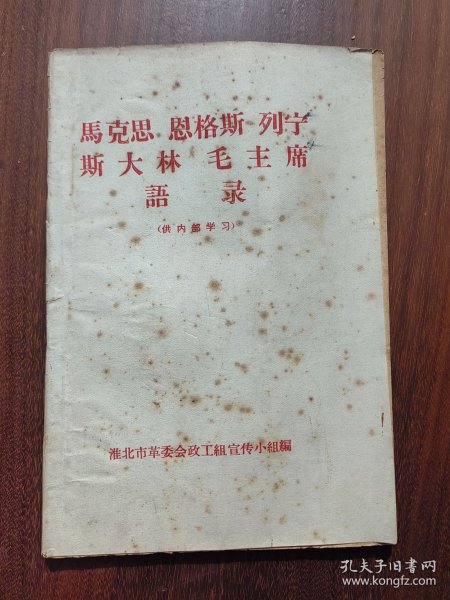 馬克思 恩格斯 列宁
斯大林 毛主席
語录
(供内部学习)
淮北市革委会政工組宣传小組編
孔夫子旧书网
www.kongfz.com